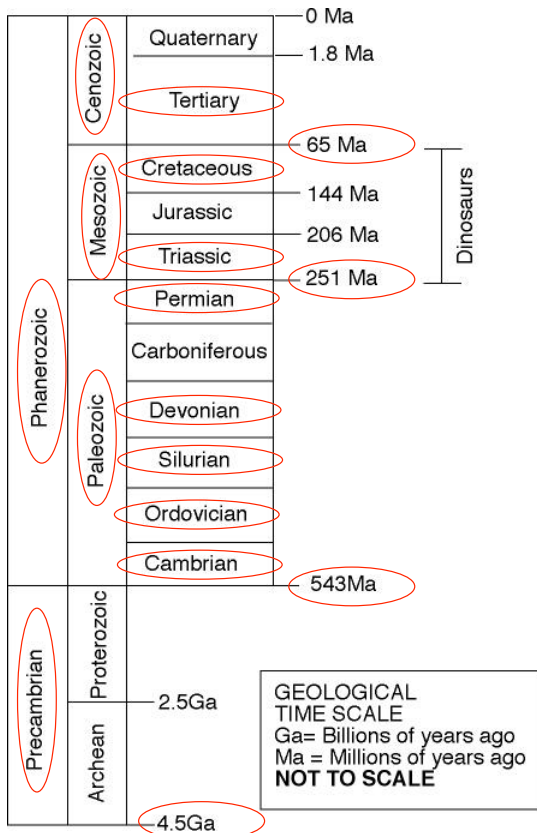 0 Ma
Quaternary
1.8 Ma
Cenozoic
Tertiary
65 Ma
Cretaceous
144 Ma
Mesozoic
Jurassic
206 Ma
Triassic
251 Ma
Dinosaurs
Permian
Carboniferous
Phanerozoic
Devonian
Paleozoic
Silurian
Ordovician
Cambrian
543Ma
Proterozoic
Precambrian
2.5Ga
Archean
4.5Ga
GEOLOGICAL
TIME SCALE
Ga= Billions of years ago
Ma = Millions of years ago
NOT TO SCALE